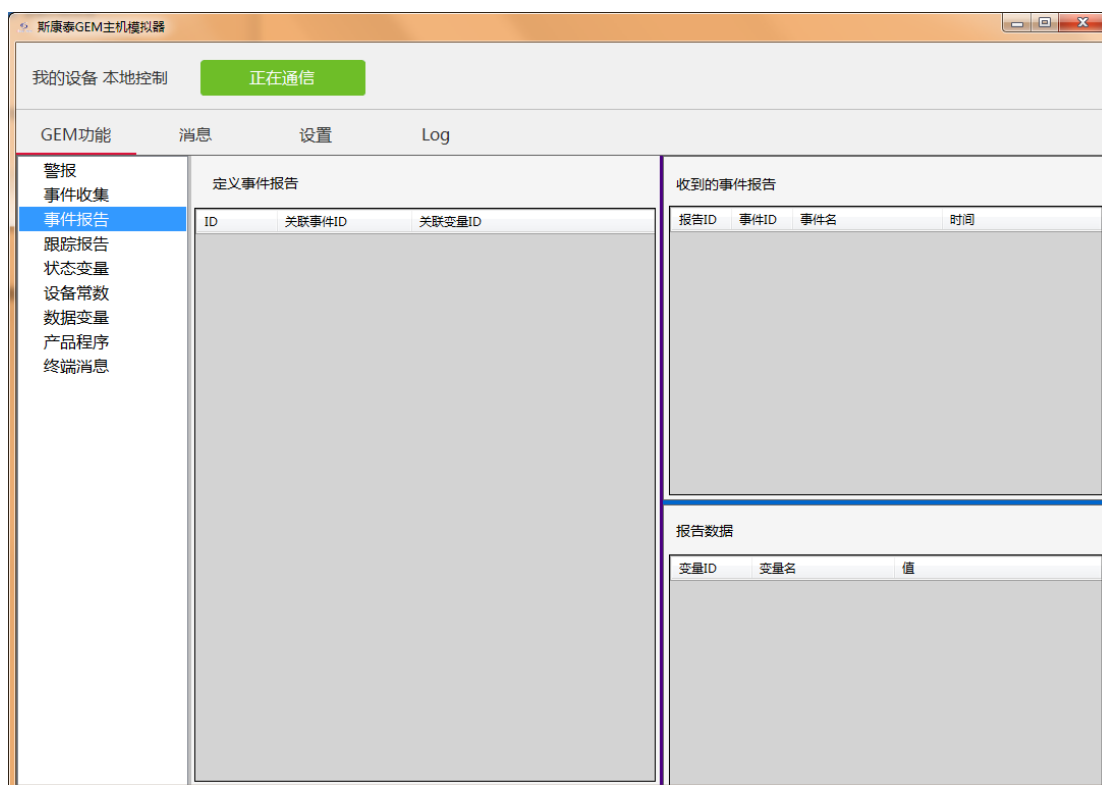 斯康泰GEM主机模拟器
我的设备 本地控制
正在通信
GEM功能 消息 设置 Log
警报
事件收集
事件报告
跟踪报告
状态变量
设备常数
数据变量
产品程序
终端消息
定义事件报告
ID 关联事件ID 关联变量ID
收到的事件报告
报告ID 事件ID 事件名 时间
报告数据
变量ID 变量名 值